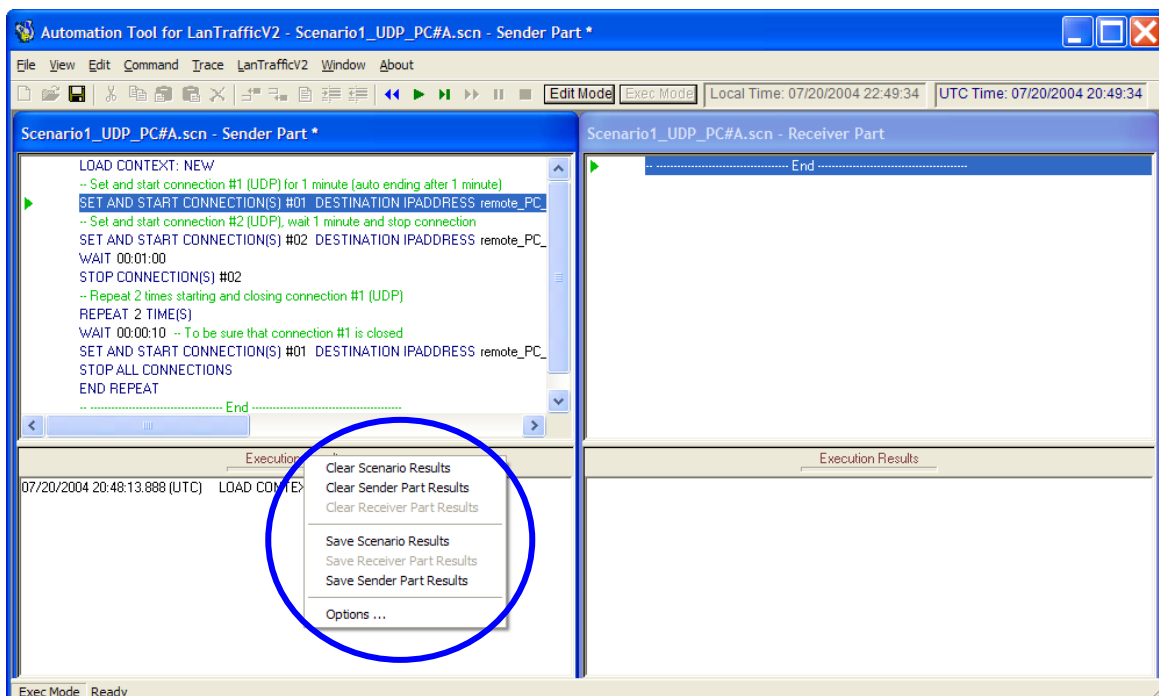 Automation Tool for LanTrafficV2 - Scenario1_UDP_PC#A.scn - Sender Part *
File View Edit Command Trace LanTrafficV2 Window About
Edit Mode Exec Mode Local Time: 07/20/2004 22:49:34 UTC Time: 07/20/2004 20:49:34
Scenario1_UDP_PC#A.scn - Sender Part *
LOAD CONTEXT: NEW
-- Set and start connection #1 (UDP) for 1 minute (auto ending after 1 minute)
SET AND START CONNECTION(S) #01 DESTINATION IPADDRESS remote_PC_
-- Set and start connection #2 (UDP), wait 1 minute and stop connection
SET AND START CONNECTION(S) #02 DESTINATION IPADDRESS remote_PC_
WAIT 00:01:00
STOP CONNECTION(S) #02
-- Repeat 2 times starting and closing connection #1 (UDP)
REPEAT 2 TIME(S)
WAIT 00:00:10 -- To be sure that connection #1 is closed
SET AND START CONNECTION(S) #01 DESTINATION IPADDRESS remote_PC_
STOP ALL CONNECTIONS
END REPEAT
-- -------------------------------------- End -------------------------------------------
Scenario1_UDP_PC#A.scn - Receiver Part
-- -------------------------------------- End -------------------------------------------
Execution
07/20/2004 20:48:13.888 (UTC) LOAD CONTEX
Clear Scenario Results
Clear Sender Part Results
Clear Receiver Part Results
Save Scenario Results
Save Receiver Part Results
Save Sender Part Results
Options ...
Execution Results
Exec Mode Ready